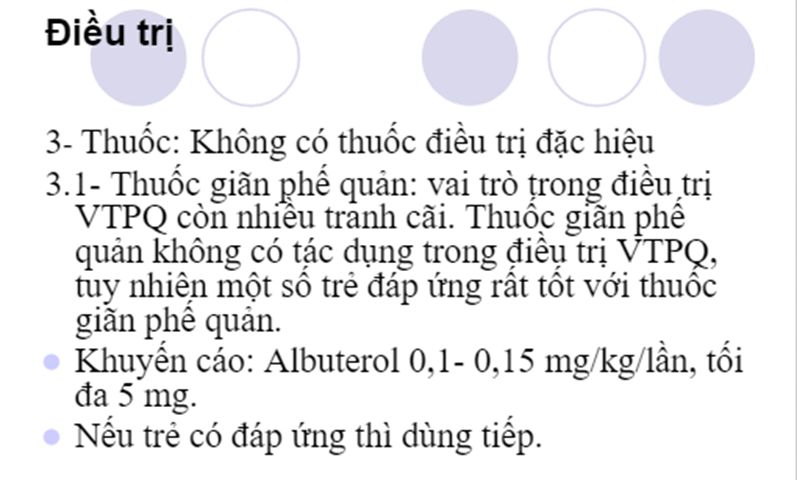 Điều trị
3- Thuốc: Không có thuốc điều trị đặc hiệu
3.1- Thuốc giãn phế quản: vai trò trong điều trị
VTPQ còn nhiều tranh cãi. Thuốc giãn phế
quản không có tác dụng trong điều trị VTPQ,
tuy nhiên một số trẻ đáp ứng rất tốt với thuốc
giãn phế quản.
Khuyến cáo: Albuterol 0,1- 0,15 mg/kg/lần, tối
đa 5 mg.
Nếu trẻ có đáp ứng thì dùng tiếp.